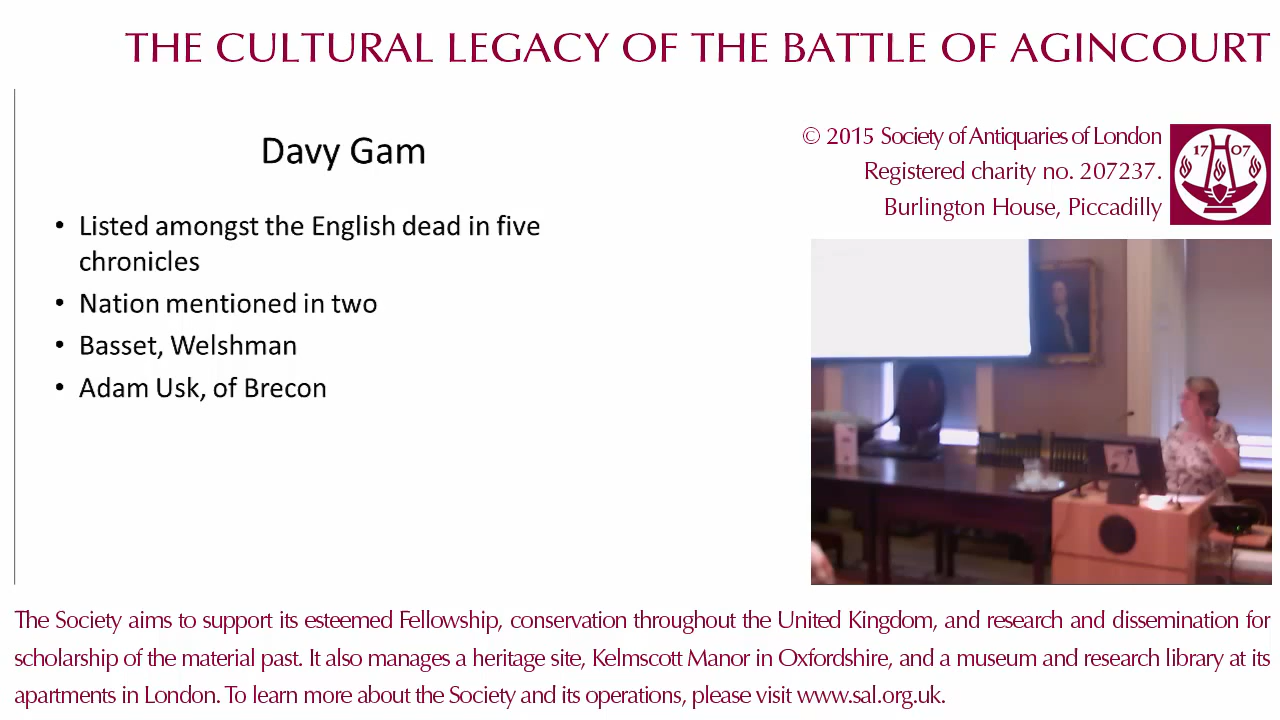 THE CULTURAL LEGACY OF THE BATTLE OF AGINCOURT
Davy Gam
• Listed amongst the English dead in five
chronicles
• Nation mentioned in two
• Basset, Welshman
• Adam Usk, of Brecon
© 2015 Society of Antiquaries of London
Registered charity no. 207237.
Burlington House, Piccadilly
17 07
The Society aims to support its esteemed Fellowship, conservation throughout the United Kingdom, and research and dissemination for
scholarship of the material past. It also manages a heritage site, Kelmscott Manor in Oxfordshire, and a museum and research library at its
apartments in London. To learn more about the Society and its operations, please visit www.sal.org.uk.